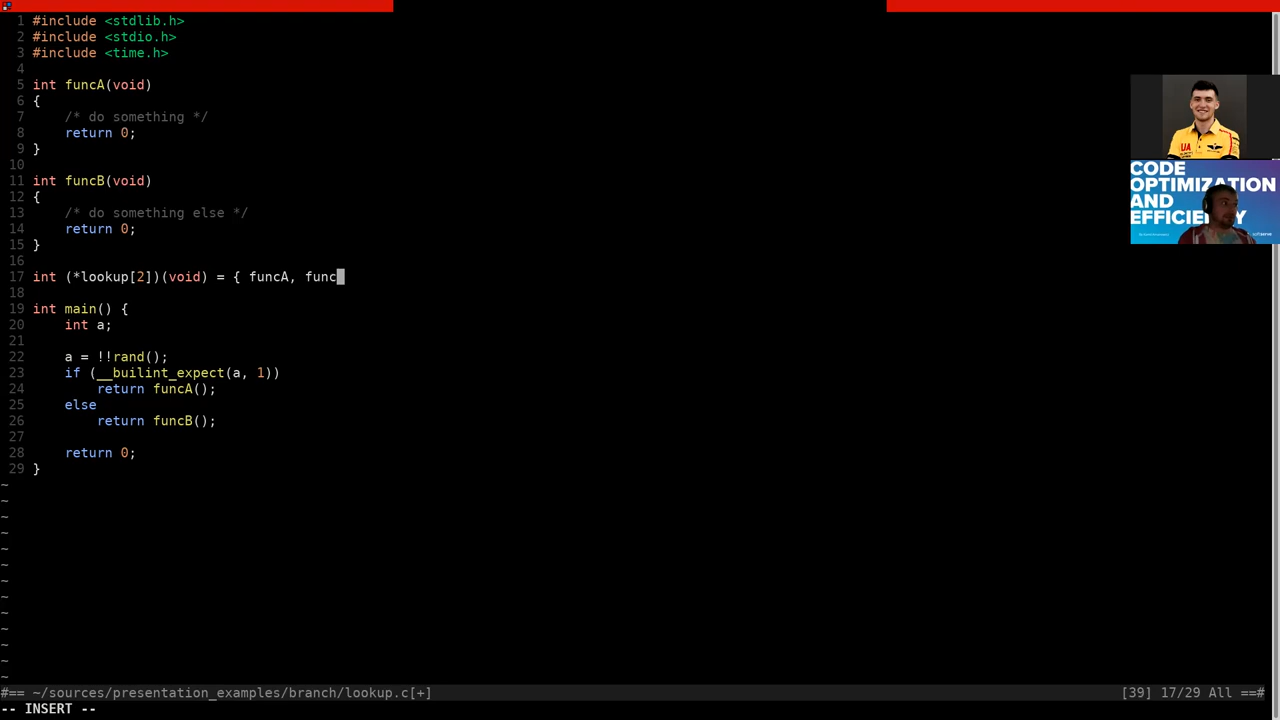 1 #include <stdlib.h>
2 #include <stdio.h>
3 #include <time.h>
4
5 int funcA(void)
6 {
7     /* do something */
8     return 0;
9 }
10
11 int funcB(void)
12 {
13     /* do something else */
14     return 0;
15 }
16
17 int (*lookup[2])(void) = { funcA, func
18
19 int main() {
20     int a;
21
22     a = !!rand();
23     if (__builint_expect(a, 1))
24         return funcA();
25     else
26         return funcB();
27
28     return 0;
29 }
~
~
~
~
~
~
~
~
~
~
~
~
~
#== ~/sources/presentation_examples/branch/lookup.c[+] [39] 17/29 All ==#
-- INSERT --
UA
CODE
OPTIMIZATION
AND
softserve